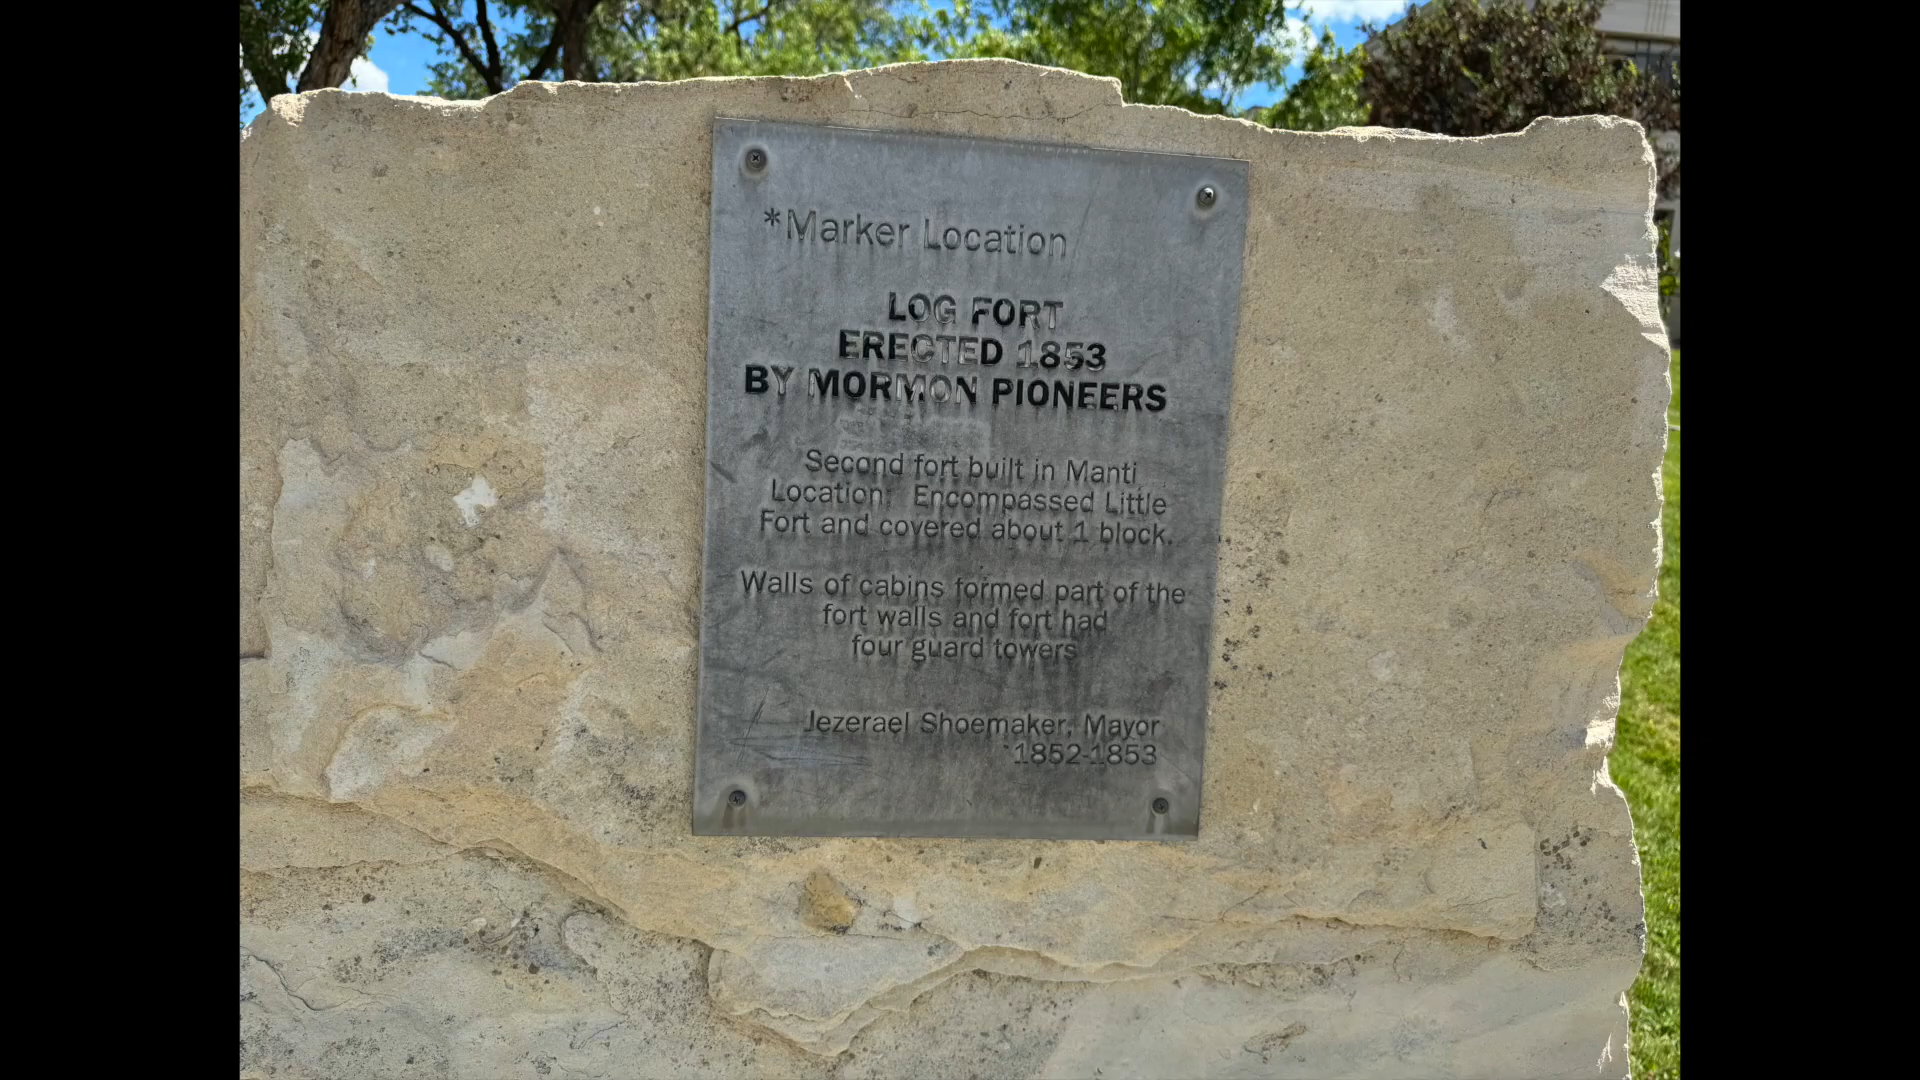 *Marker Location
LOG FORT
ERECTED 1853
BY MORMON PIONEERS
Second fort built in Manti
Location: Encompassed Little
Fort and covered about 1 block.
Walls of cabins formed part of the
fort walls and fort had
four guard towers
Jezerael Shoemaker, Mayor
1852-1853